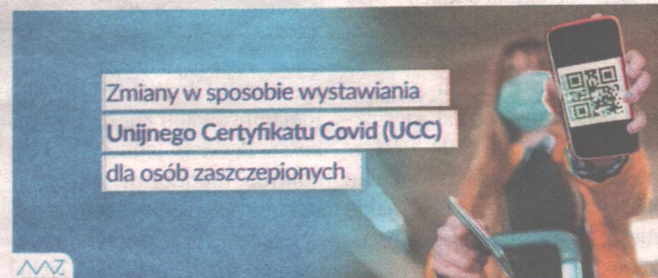 Zmiany w sposobie wystawiania
Unijnego Certyfikatu Covid (UCC)
dla osób zaszczepionych